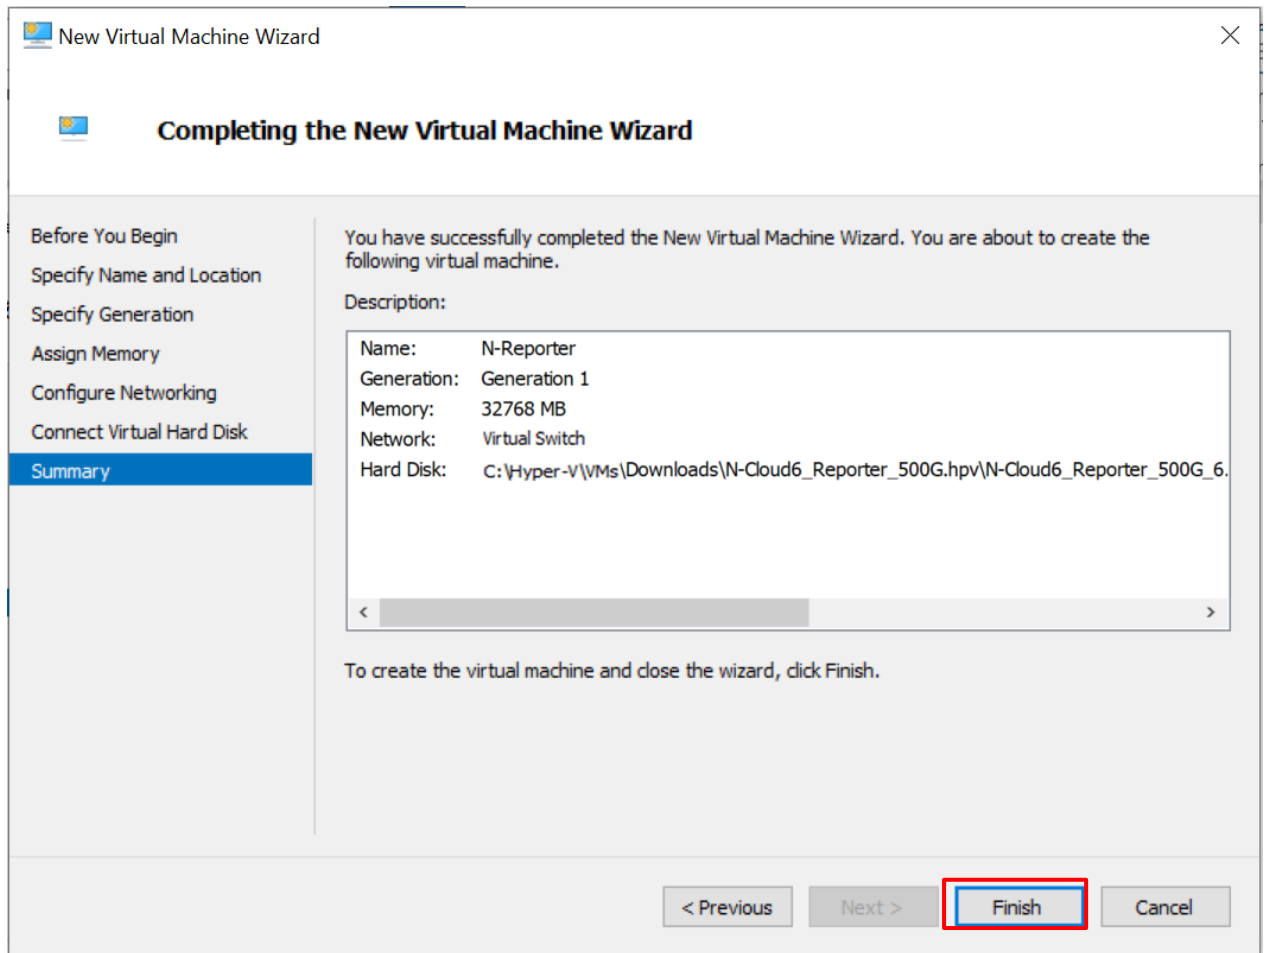 New Virtual Machine Wizard
Completing the New Virtual Machine Wizard
Before You Begin
Specify Name and Location
Specify Generation
Assign Memory
Configure Networking
Connect Virtual Hard Disk
Summary
You have successfully completed the New Virtual Machine Wizard. You are about to create the
following virtual machine.
Description:
Name: N-Reporter
Generation: Generation 1
Memory: 32768 MB
Network: Virtual Switch
Hard Disk: C:\Hyper-V\VMs\Downloads\N-Cloud6_Reporter_500G.hpv\N-Cloud6_Reporter_500G_6.
To create the virtual machine and close the wizard, click Finish.
< Previous Next > Finish Cancel